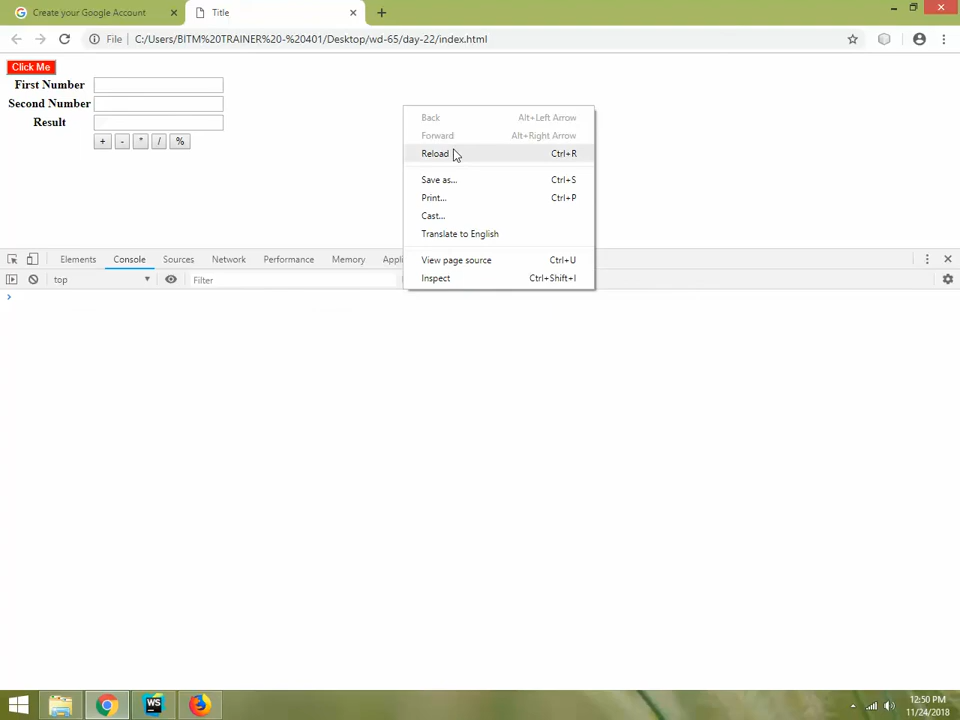 Create your Google Account
Title
File
C:/Users/BITM%20TRAINER%20-%20401/Desktop/wd-65/day-22/index.html
Click Me
First Number
Second Number
Result
+ - * / %
Back Alt+Left Arrow
Forward Alt+Right Arrow
Reload Ctrl+R
Save as... Ctrl+S
Print... Ctrl+P
Cast...
Translate to English
View page source Ctrl+U
Inspect Ctrl+Shift+I
Elements Console Sources Network Performance Memory Appli
top Filter
WS
12:50 PM
11/24/2018